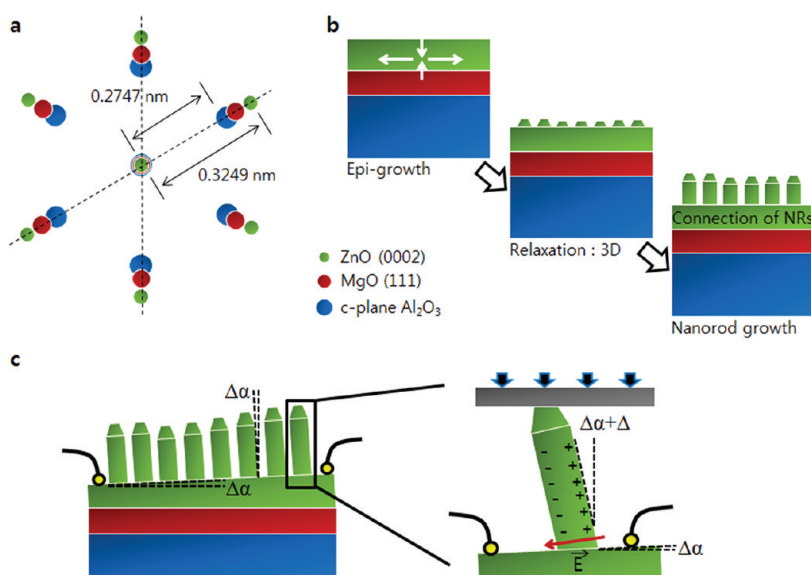 a
0.2747 nm
0.3249 nm
ZnO (0002)
MgO (111)
c-plane Al₂O₃
b
Epi-growth
Relaxation : 3D
Connection of NRs
Nanorod growth
c
Δα
Δα
Δα+Δ
- - - - -
+ + + + + + +
E
Δα